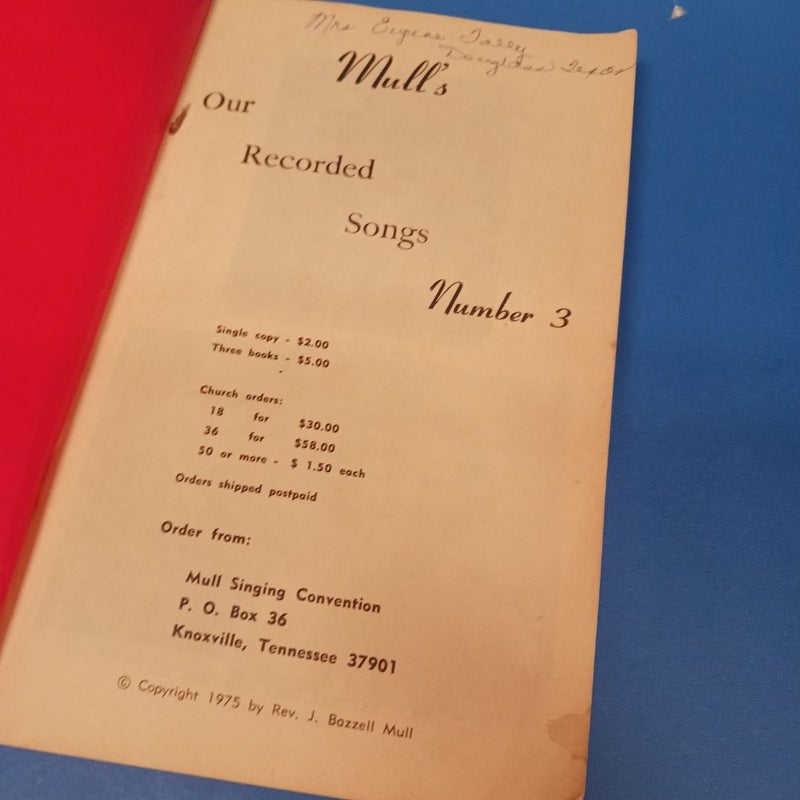 Mrs Eugene
Douglass Texas
Mull's
Our
Recorded
Songs
Number 3
Single copy - $2.00
Three books - $5.00
Church orders:
18 for $30.00
36 for $58.00
50 or more - $ 1.50 each
Orders shipped postpaid
Order from:
Mull Singing Convention
P. O. Box 36
Knoxville, Tennessee 37901
© Copyright 1975 by Rev. J. Bazzell Mull